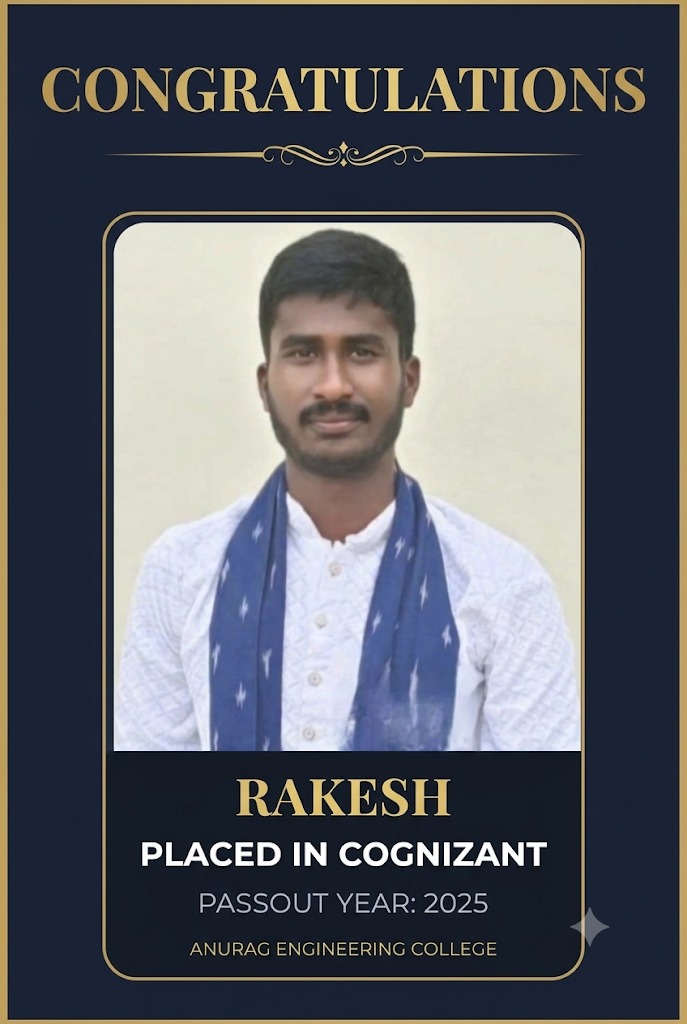 CONGRATULATIONS
RAKESH
PLACED IN COGNIZANT
PASSOUT YEAR: 2025
ANURAG ENGINEERING COLLEGE